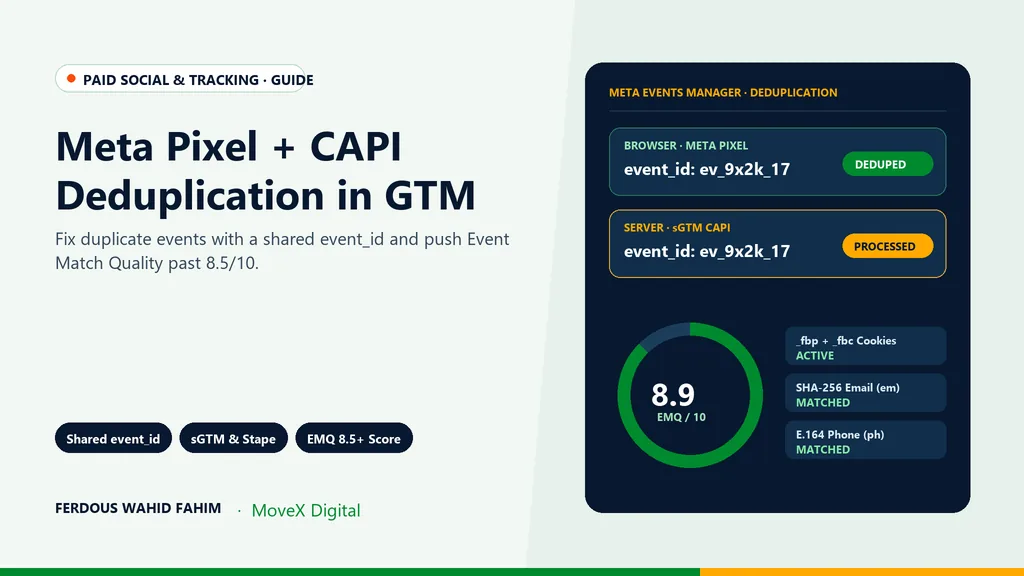 PAID SOCIAL & TRACKING · GUIDE
Meta Pixel + CAPI
Deduplication in GTM
Fix duplicate events with a shared event_id and push Event
Match Quality past 8.5/10.
Shared event_id
sGTM & Stape
EMQ 8.5+ Score
FERDOUS WAHID FAHIM · MoveX Digital
META EVENTS MANAGER · DEDUPLICATION
BROWSER · META PIXEL
event_id: ev_9x2k_17
DEDUPED
SERVER · sGTM CAPI
event_id: ev_9x2k_17
PROCESSED
8.9
EMQ / 10
_fbp + _fbc Cookies
ACTIVE
SHA-256 Email (em)
MATCHED
E.164 Phone (ph)
MATCHED